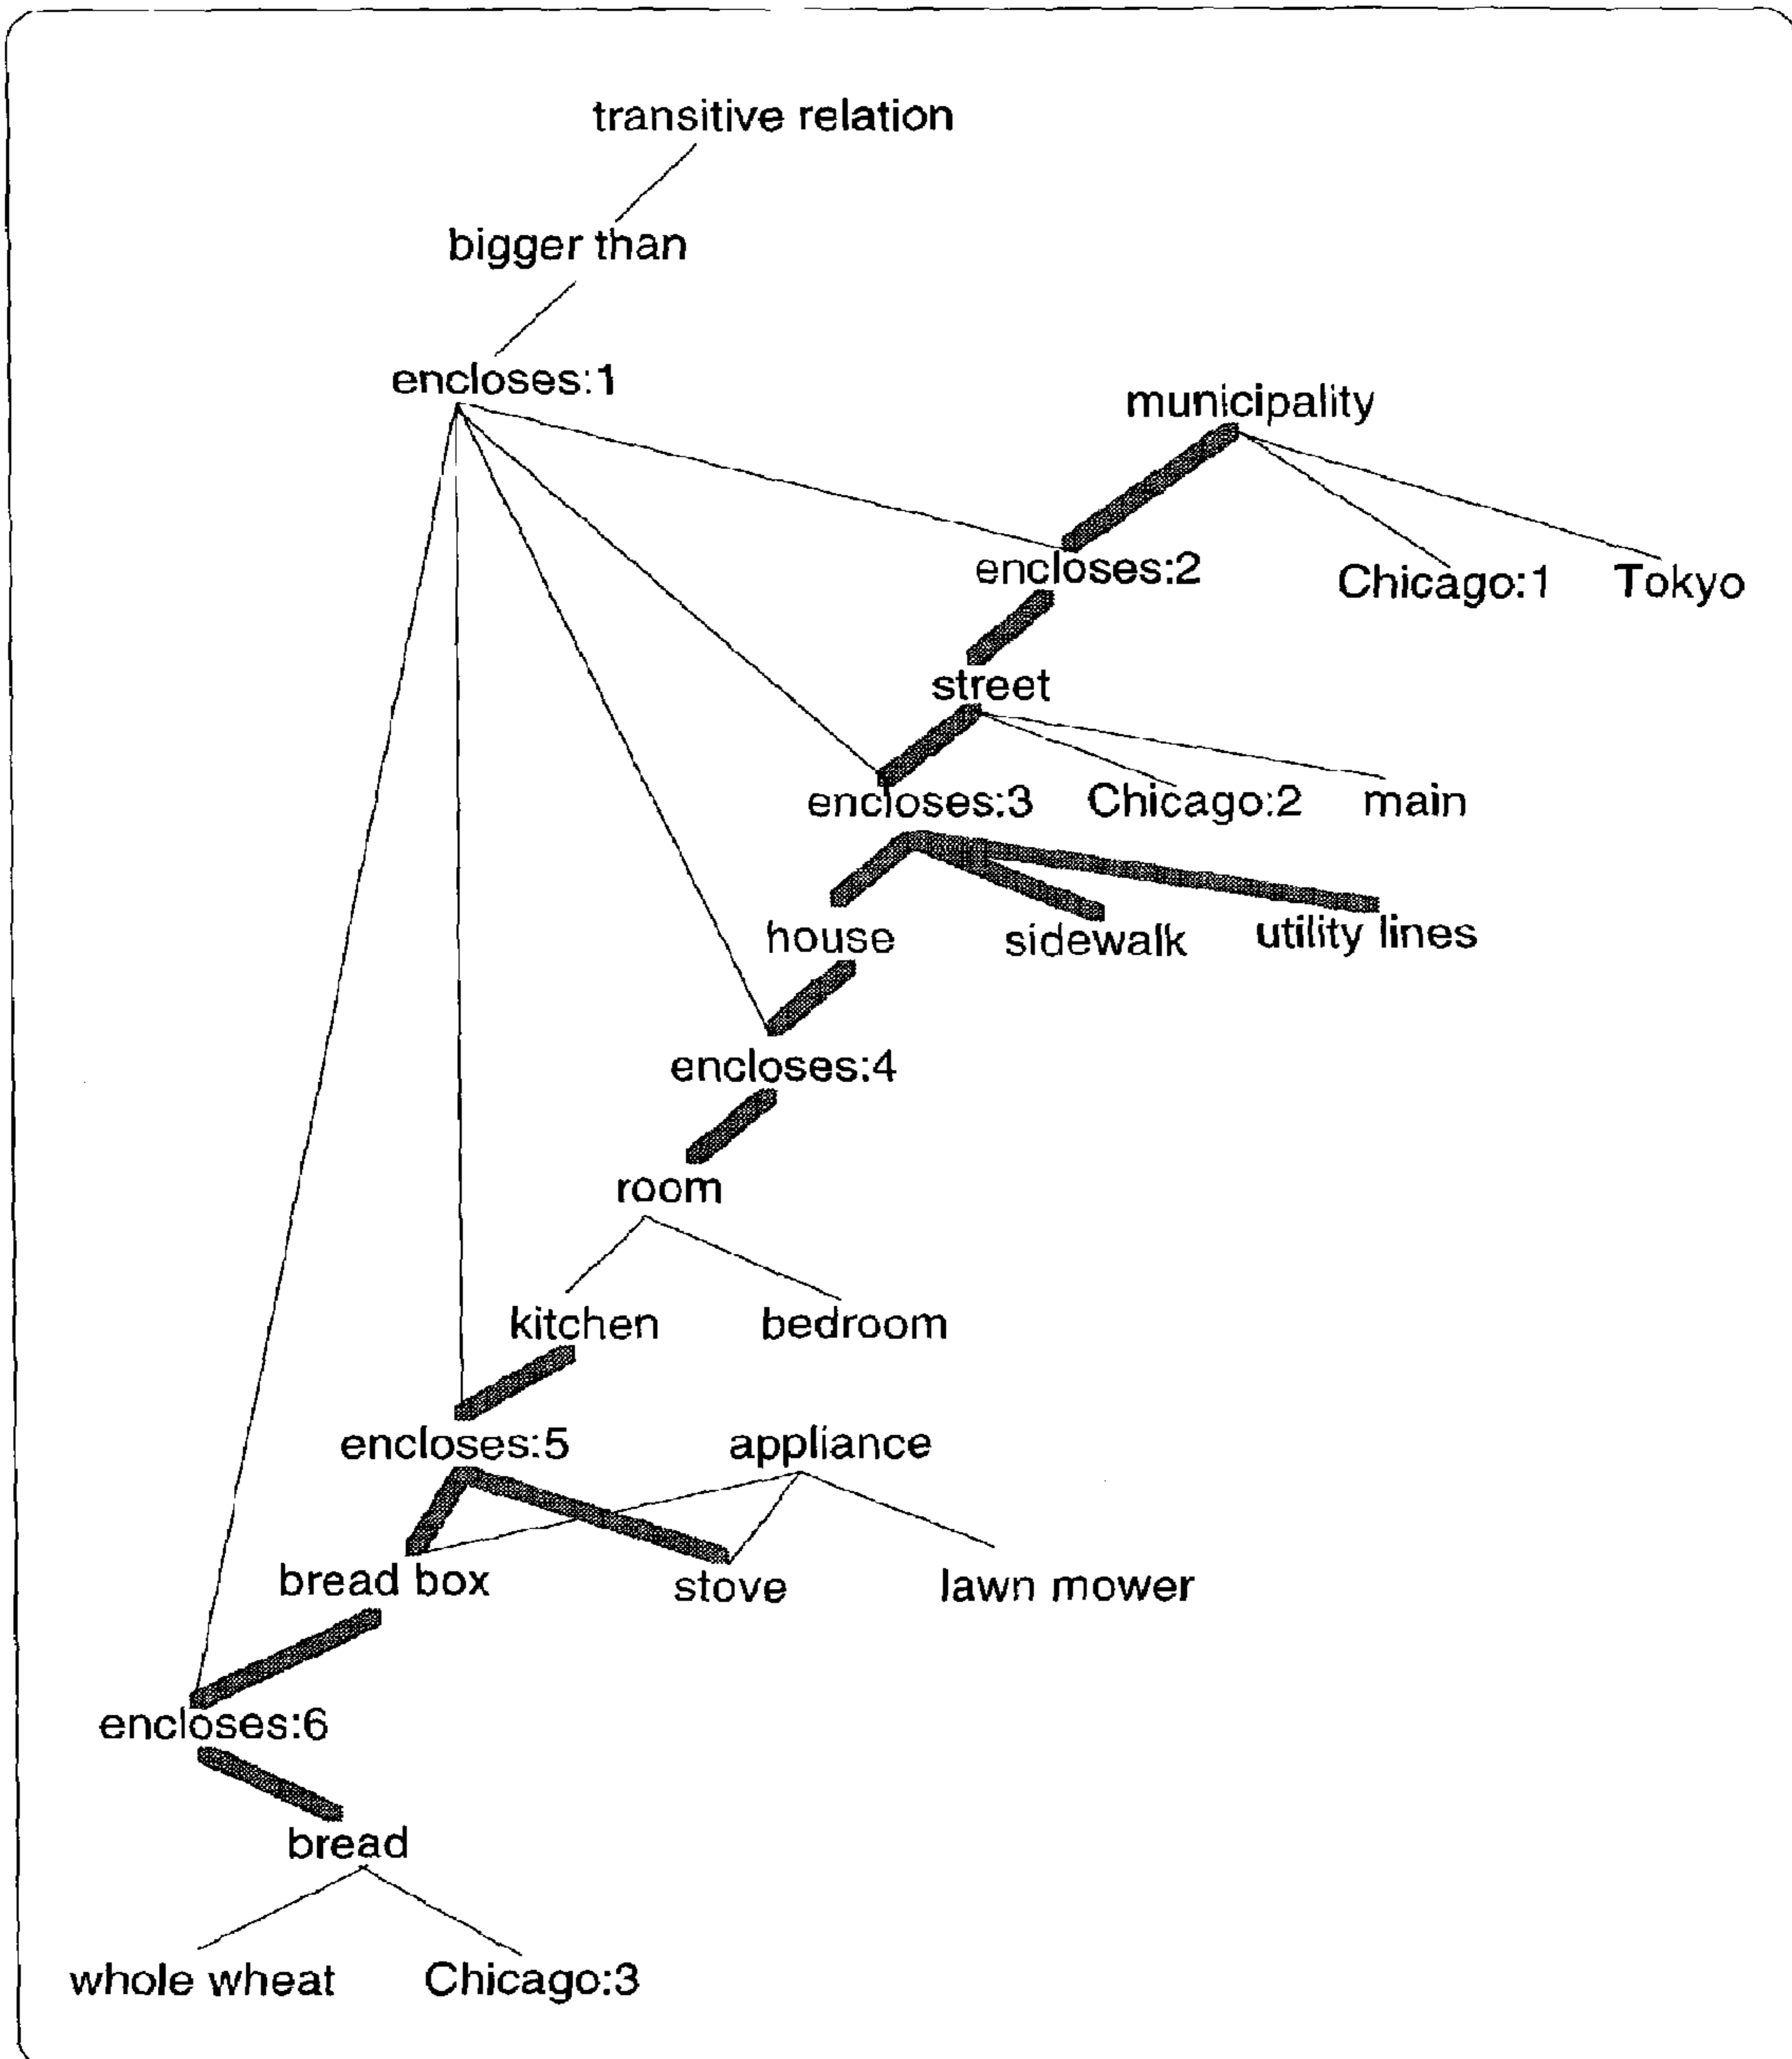 transitive relation
bigger than
encloses:1
municipality
encloses:2
Chicago:1
Tokyo
street
encloses:3
Chicago:2
main
house
sidewalk
utility lines
encloses:4
room
kitchen
bedroom
encloses:5
appliance
bread box
stove
lawn mower
encloses:6
bread
whole wheat
Chicago:3